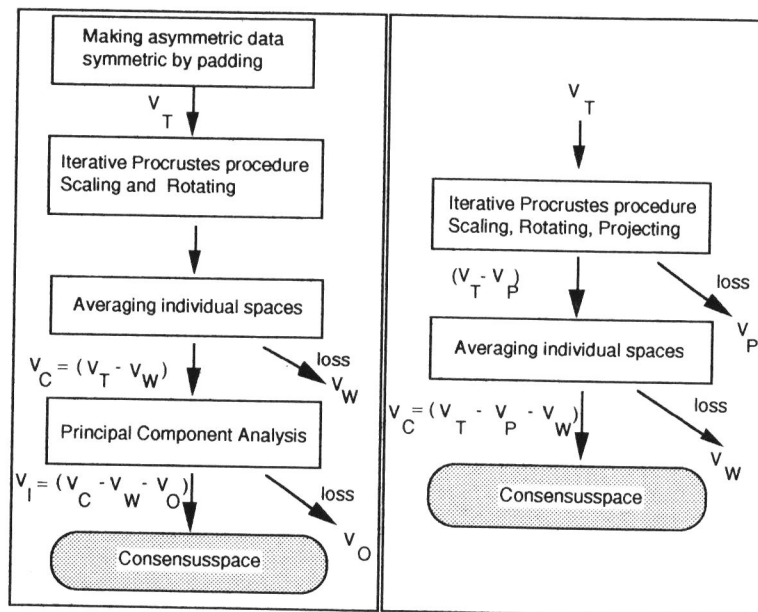 Making asymmetric data
symmetric by padding
V T
Iterative Procrustes procedure
Scaling and Rotating
Averaging individual spaces
V C = (V T - V W)
loss
V W
Principal Component Analysis
V I = (V C - V W - V O)
loss
V O
Consensusspace
V T
Iterative Procrustes procedure
Scaling, Rotating, Projecting
(V T - V P)
loss
V P
Averaging individual spaces
V C = (V T - V P - V W)
loss
V W
Consensusspace